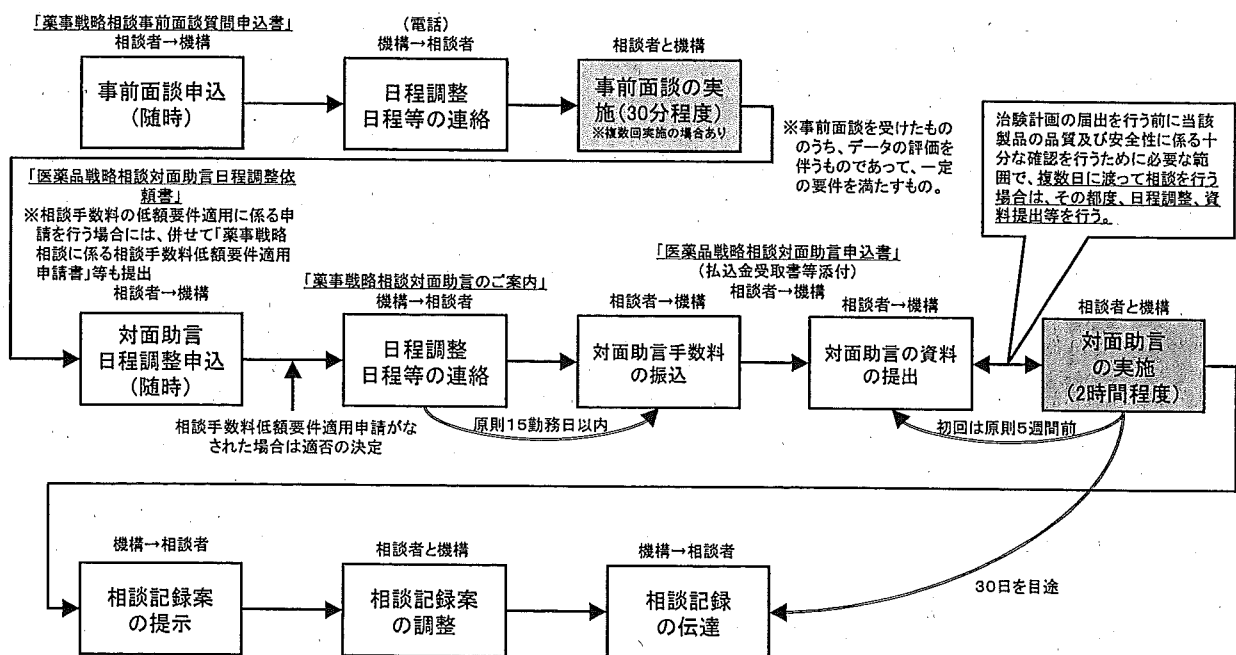 「薬事戦略相談事前面談質問申込書」
相談者→機構
事前面談申込
(随時)
(電話)
機構→相談者
日程調整
日程等の連絡
相談者と機構
事前面談の実
施(30分程度)
※複数回実施の場合あり
※事前面談を受けたもの
のうち、データの評価を
伴うものであって、一定
の要件を満たすもの。
治験計画の届出を行う前に当該
製品の品質及び安全性に係る十
分な確認を行うために必要な範
囲で、複数日に渡って相談を行う
場合は、その都度、日程調整、資
料提出等を行う。
「医薬品戦略相談対面助言日程調整依
頼書」
※相談手数料の低額要件適用に係る申
請を行う場合には、併せて「薬事戦略
相談に係る相談手数料低額要件適用
申請書」等も提出
相談者→機構
対面助言
日程調整申込
(随時)
相談手数料低額要件適用申請がな
された場合は適否の決定
「薬事戦略相談対面助言のご案内」
機構→相談者
日程調整
日程等の連絡
原則15勤務日以内
相談者→機構
対面助言手数料
の振込
「医薬品戦略相談対面助言申込書」
(払込金受取書等添付)
相談者→機構
相談者→機構
対面助言の資料
の提出
初回は原則5週間前
相談者と機構
対面助言
の実施
(2時間程度)
機構→相談者
相談記録案
の提示
相談者と機構
相談記録案
の調整
機構→相談者
相談記録
の伝達
30日を目途